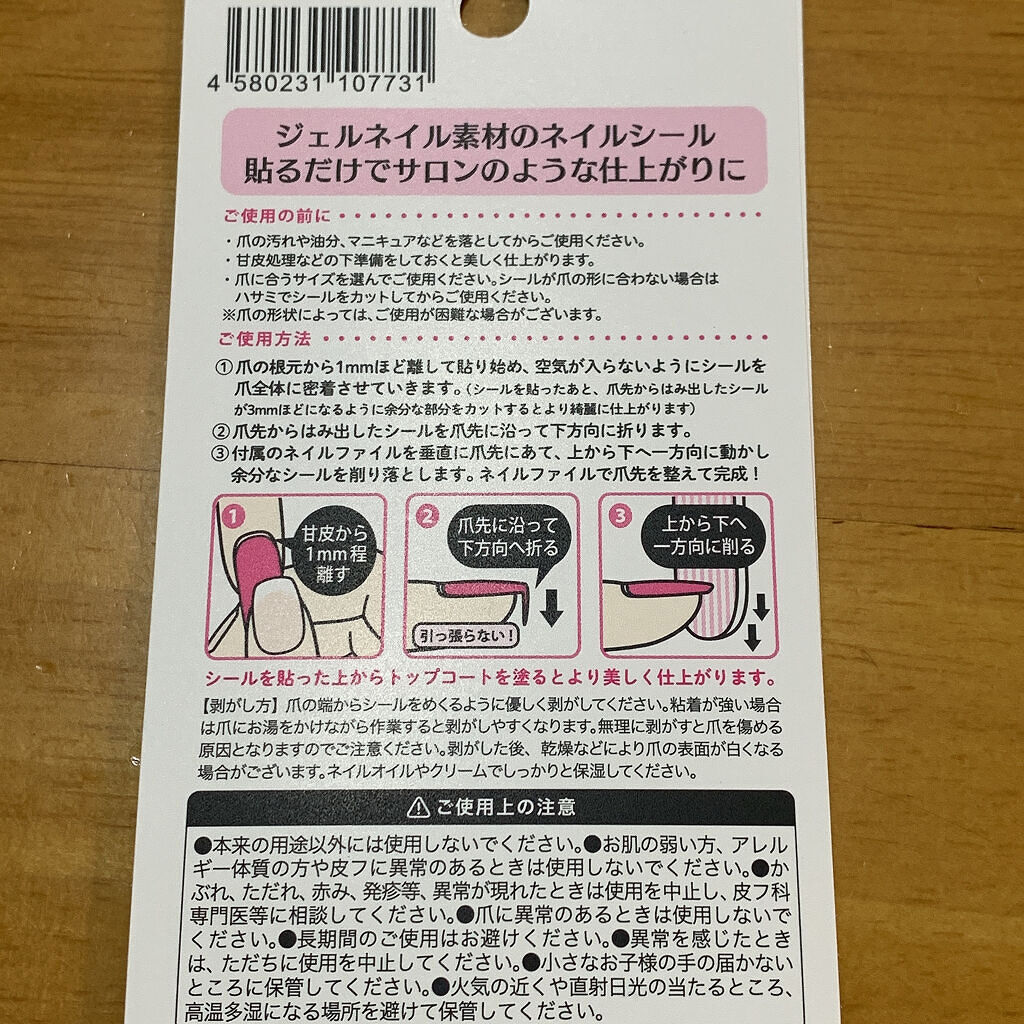 4 580231 107731
ジェルネイル素材のネイルシール
貼るだけでサロンのような仕上がりに
ご使用の前に
・爪の汚れや油分、マニキュアなどを落としてからご使用ください。
・甘皮処理などの下準備をしておくと美しく仕上がります。
・爪に合うサイズを選んでご使用ください。シールが爪の形に合わない場合は
ハサミでシールをカットしてからご使用ください。
※爪の形状によっては、ご使用が困難な場合がございます。
ご使用方法
①爪の根元から1mmほど離して貼り始め、空気が入らないようにシールを
爪全体に密着させていきます。(シールを貼ったあと、爪先からはみ出したシール
が3mmほどになるように余分な部分をカットするとより綺麗に仕上がります)
②爪先からはみ出したシールを爪先に沿って下方向に折ります。
③付属のネイルファイルを垂直に爪先にあて、上から下へ一方向に動かし
余分なシールを削り落とします。ネイルファイルで爪先を整えて完成！
1
甘皮から
1mm程
離す
2
爪先に沿って
下方向へ折る
引っ張らない！
3
上から下へ
一方向に削る
シールを貼った上からトップコートを塗るとより美しく仕上がります。
【剥がし方】爪の端からシールをめくるように優しく剥がしてください。粘着が強い場合
は爪にお湯をかけながら作業すると剥がしやすくなります。無理に剥がすと爪を傷める
原因となりますのでご注意ください。剥がした後、乾燥などにより爪の表面が白くなる
場合がございます。ネイルオイルやクリームでしっかりと保湿してください。
⚠ご使用上の注意
●本来の用途以外には使用しないでください。●お肌の弱い方、アレル
ギー体質の方や皮フに異常のあるときは使用しないでください。●か
ぶれ、ただれ、赤み、発疹等、異常が現れたときは使用を中止し、皮フ科
専門医等に相談してください。●爪に異常のあるときは使用しないで
ください。●長期間のご使用はお避けください。●異常を感じたとき
は、ただちに使用を中止してください。●小さなお子様の手の届かない
ところに保管してください。●火気の近くや直射日光の当たるところ、
高温多湿になる場所を避けて保管してください。